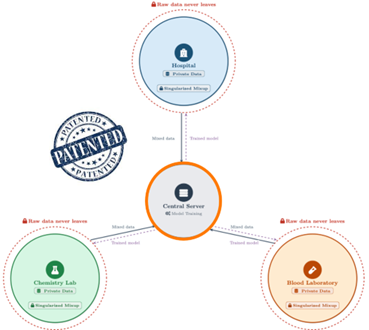 Raw data never leaves
Hospital
Private Data
Regularized Mixup
Mixed data
Trained model
PATENTED
PATENTED
PATENTED
Central Server
Model Training
Raw data never leaves
Mixed data
Trained model
Chemistry Lab
Private Data
Regularized Mixup
Raw data never leaves
Mixed data
Trained model
Blood Laboratory
Private Data
Regularized Mixup